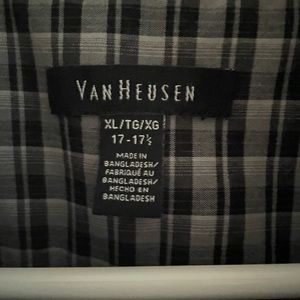 VAN HEUSEN
XL/TG/XG
17-17½
MADE IN
BANGLADESH/
FABRIQUÉ AU
BANGLADESH/
HECHO EN
BANGLADESH